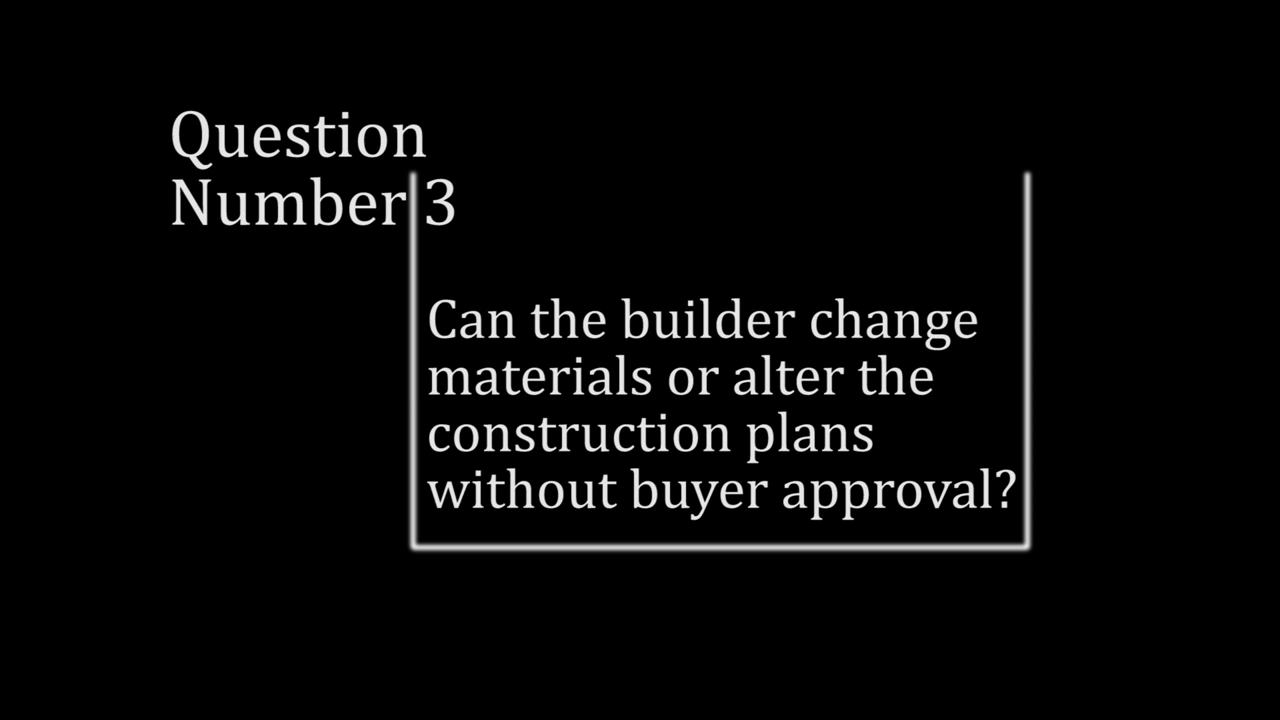 Question
Number 3
Can the builder change
materials or alter the
construction plans
without buyer approval?